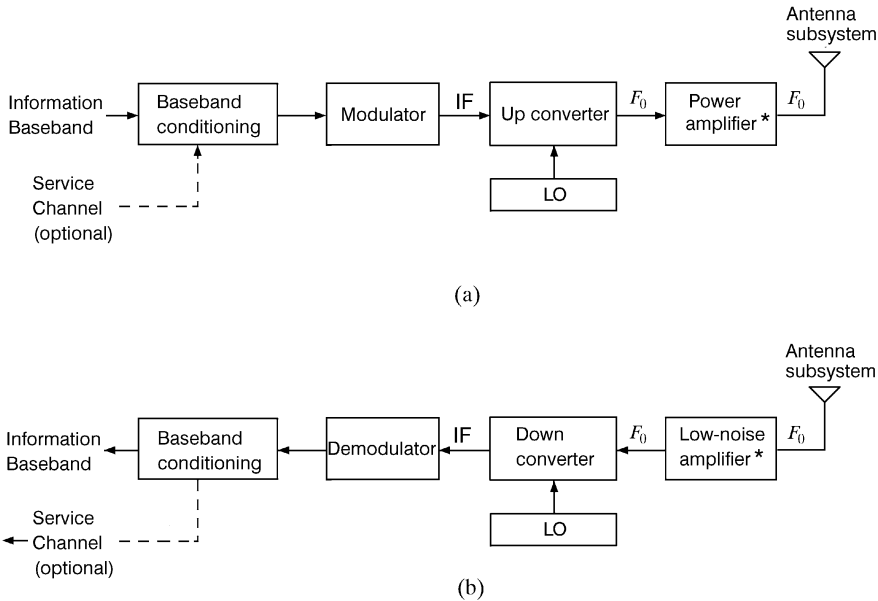 Antenna
subsystem
Information
Baseband
Baseband
conditioning
Modulator
IF
Up converter
F0
Power
amplifier *
F0
Service
Channel
(optional)
LO
(a)
Antenna
subsystem
Information
Baseband
Baseband
conditioning
Demodulator
IF
Down
converter
F0
Low-noise
amplifier *
F0
Service
Channel
(optional)
LO
(b)